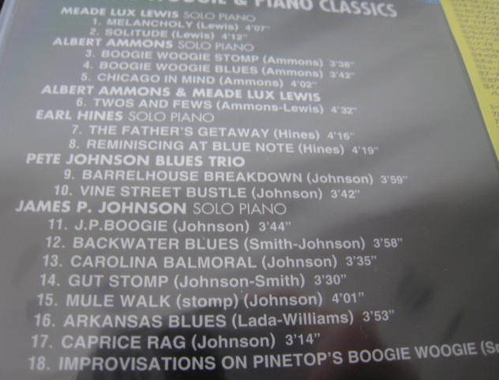 & PIANO CLASSICS
MEADE LUX LEWIS SOLO PIANO
1. MELANCHOLY (Lewis) 4'07"
2. SOLITUDE (Lewis) 4'12"
ALBERT AMMONS SOLO PIANO
3. BOOGIE WOOGIE STOMP (Ammons) 3'38"
4. BOOGIE WOOGIE BLUES (Ammons) 3'42"
5. CHICAGO IN MIND (Ammons) 4'02"
ALBERT AMMONS & MEADE LUX LEWIS
6. TWOS AND FEWS (Ammons-Lewis) 4'32"
EARL HINES SOLO PIANO
7. THE FATHER'S GETAWAY (Hines) 4'16"
8. REMINISCING AT BLUE NOTE (Hines) 4'19"
PETE JOHNSON BLUES TRIO
9. BARRELHOUSE BREAKDOWN (Johnson) 3'59"
10. VINE STREET BUSTLE (Johnson) 3'42"
JAMES P. JOHNSON SOLO PIANO
11. J.P.BOOGIE (Johnson) 3'44"
12. BACKWATER BLUES (Smith-Johnson) 3'58"
13. CAROLINA BALMORAL (Johnson) 3'35"
14. GUT STOMP (Johnson-Smith) 3'30"
15. MULE WALK (stomp) (Johnson) 4'01"
16. ARKANSAS BLUES (Lada-Williams) 3'53"
17. CAPRICE RAG (Johnson) 3'14"
18. IMPROVISATIONS ON PINETOP'S BOOGIE WOOGIE